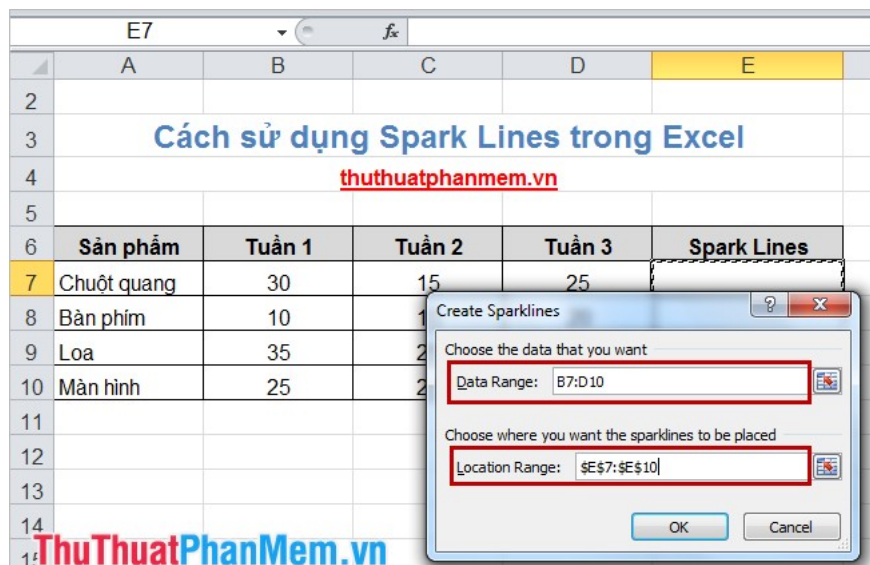 E7 fx
A B C D E
2
3 Cách sử dụng Spark Lines trong Excel
4 thuthuatphanmem.vn
5
6 Sản phẩm Tuần 1 Tuần 2 Tuần 3 Spark Lines
7 Chuột quang 30 15 25
8 Bàn phím 10 1
9 Loa 35 2
10 Màn hình 25 2
11
12
13
14
ThuThuatPhanMem.vn
Create Sparklines ? X
Choose the data that you want
Data Range: B7:D10
Choose where you want the sparklines to be placed
Location Range: $E$7:$E$10
OK Cancel